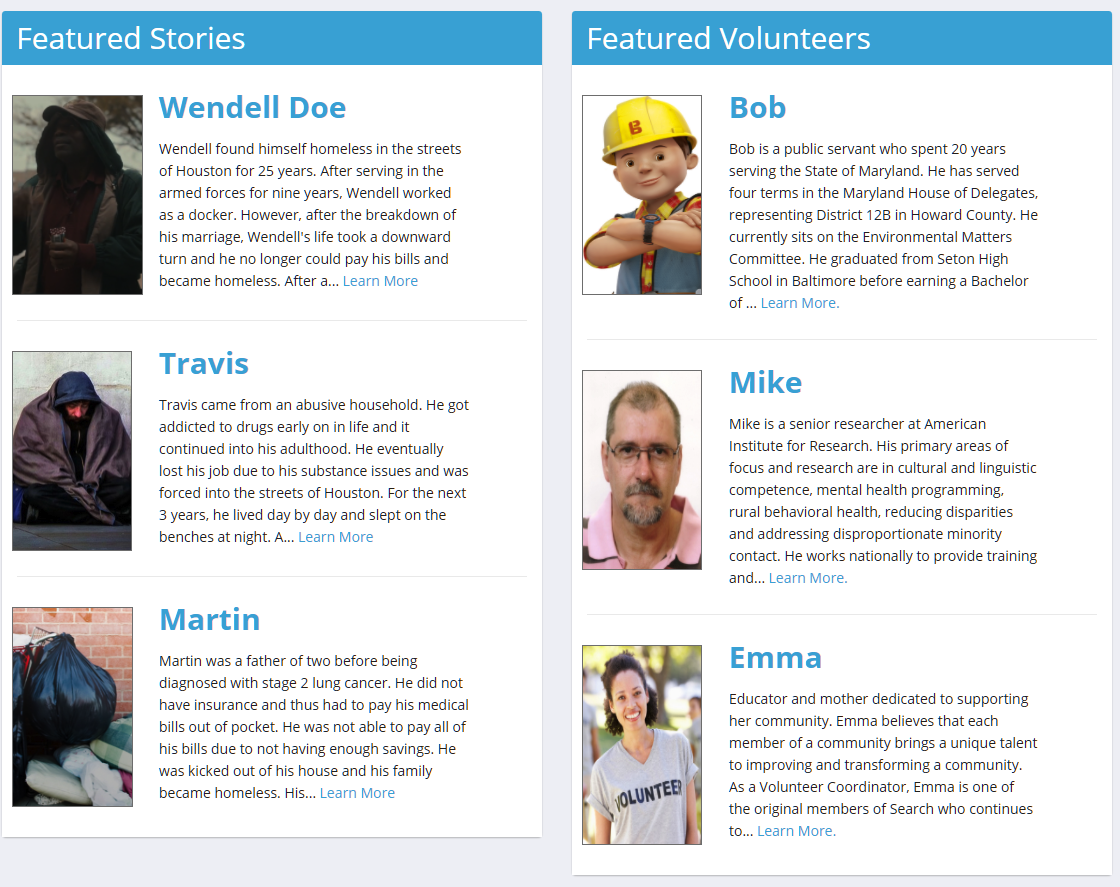 Featured Stories
Wendell Doe
Wendell found himself homeless in the streets
of Houston for 25 years. After serving in the
armed forces for nine years, Wendell worked
as a docker. However, after the breakdown of
his marriage, Wendell's life took a downward
turn and he no longer could pay his bills and
became homeless. After a... Learn More
Travis
Travis came from an abusive household. He got
addicted to drugs early on in life and it
continued into his adulthood. He eventually
lost his job due to his substance issues and was
forced into the streets of Houston. For the next
3 years, he lived day by day and slept on the
benches at night. A... Learn More
Martin
Martin was a father of two before being
diagnosed with stage 2 lung cancer. He did not
have insurance and thus had to pay his medical
bills out of pocket. He was not able to pay all of
his bills due to not having enough savings. He
was kicked out of his house and his family
became homeless. His... Learn More
Featured Volunteers
B
Bob
Bob is a public servant who spent 20 years
serving the State of Maryland. He has served
four terms in the Maryland House of Delegates,
representing District 12B in Howard County. He
currently sits on the Environmental Matters
Committee. He graduated from Seton High
School in Baltimore before earning a Bachelor
of ... Learn More.
Mike
Mike is a senior researcher at American
Institute for Research. His primary areas of
focus and research are in cultural and linguistic
competence, mental health programming,
rural behavioral health, reducing disparities
and addressing disproportionate minority
contact. He works nationally to provide training
and... Learn More.
VOLUNTEER
Emma
Educator and mother dedicated to supporting
her community. Emma believes that each
member of a community brings a unique talent
to improving and transforming a community.
As a Volunteer Coordinator, Emma is one of
the original members of Search who continues
to... Learn More.